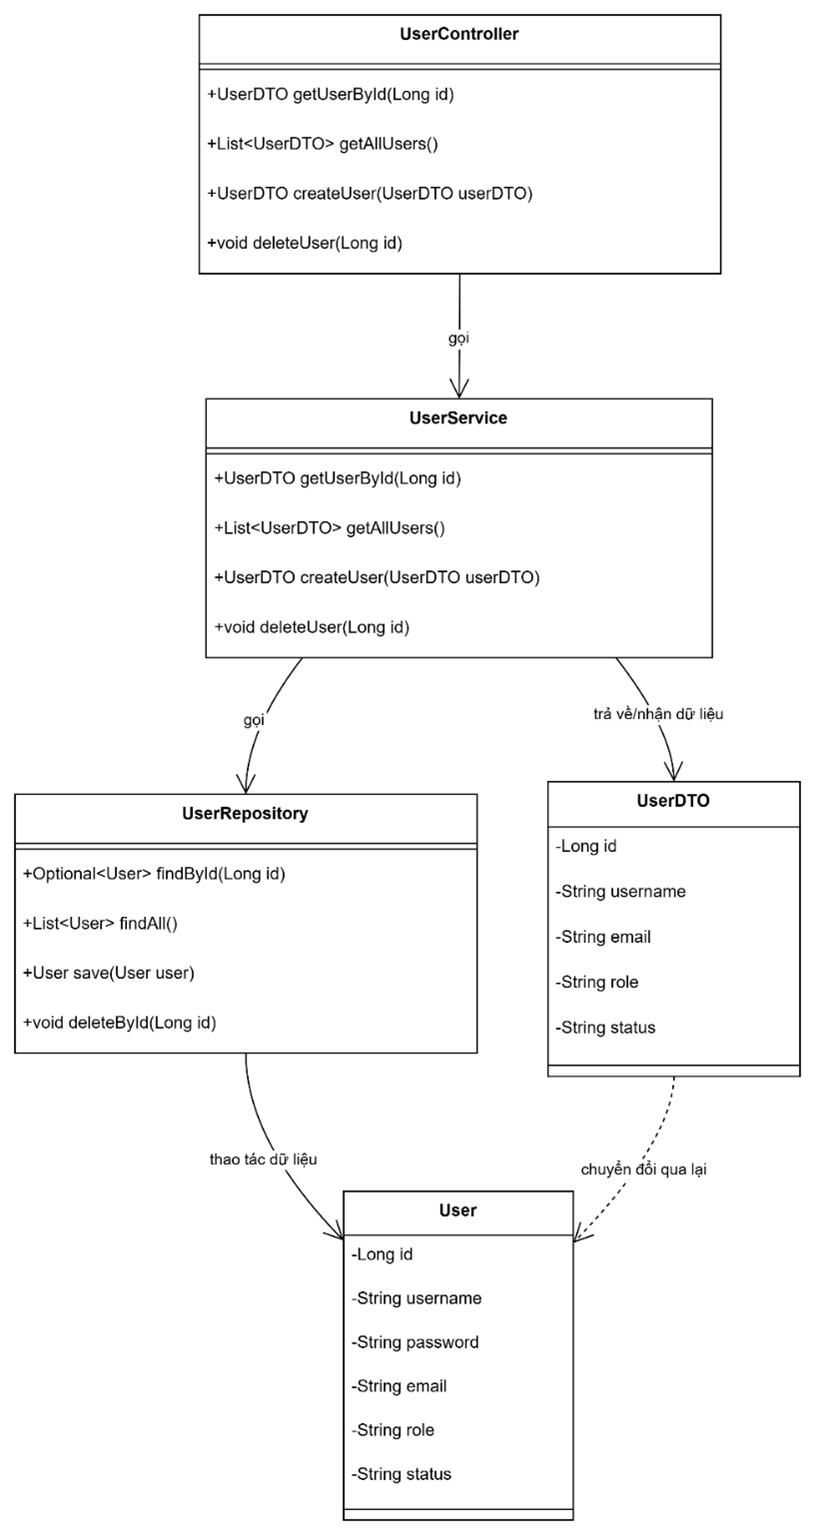 UserController
+UserDTO getUserById(Long id)
+List<UserDTO> getAllUsers()
+UserDTO createUser(UserDTO userDTO)
+void deleteUser(Long id)
gọi
UserService
+UserDTO getUserById(Long id)
+List<UserDTO> getAllUsers()
+UserDTO createUser(UserDTO userDTO)
+void deleteUser(Long id)
gọi
trả về/nhận dữ liệu
UserRepository
+Optional<User> findById(Long id)
+List<User> findAll()
+User save(User user)
+void deleteById(Long id)
UserDTO
-Long id
-String username
-String email
-String role
-String status
thao tác dữ liệu
chuyển đổi qua lại
User
-Long id
-String username
-String password
-String email
-String role
-String status